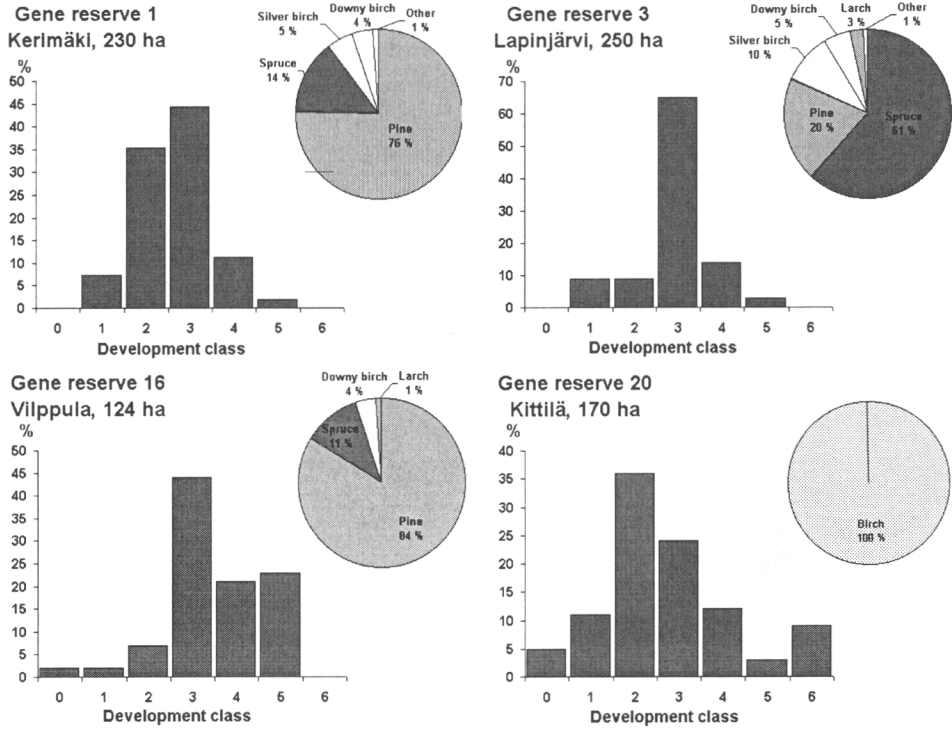 Gene reserve 1
Kerimäki, 230 ha
%
50
45
40
35
30
25
20
15
10
5
0
0 1 2 3 4 5 6
Development class
Silver birch
5 %
Downy birch
4 %
Other
1 %
Spruce
14 %
Pine
76 %
Gene reserve 3
Lapinjärvi, 250 ha
%
70
60
50
40
30
20
10
0
0 1 2 3 4 5 6
Development class
Downy birch
5 %
Larch
3 %
Other
1 %
Silver birch
10 %
Pine
20 %
Spruce
61 %
Gene reserve 16
Vilppula, 124 ha
%
50
45
40
35
30
25
20
15
10
5
0
0 1 2 3 4 5 6
Development class
Downy birch
4 %
Larch
1 %
Spruce
11 %
Pine
84 %
Gene reserve 20
Kittilä, 170 ha
%
40
35
30
25
20
15
10
5
0
0 1 2 3 4 5 6
Development class
Birch
100 %